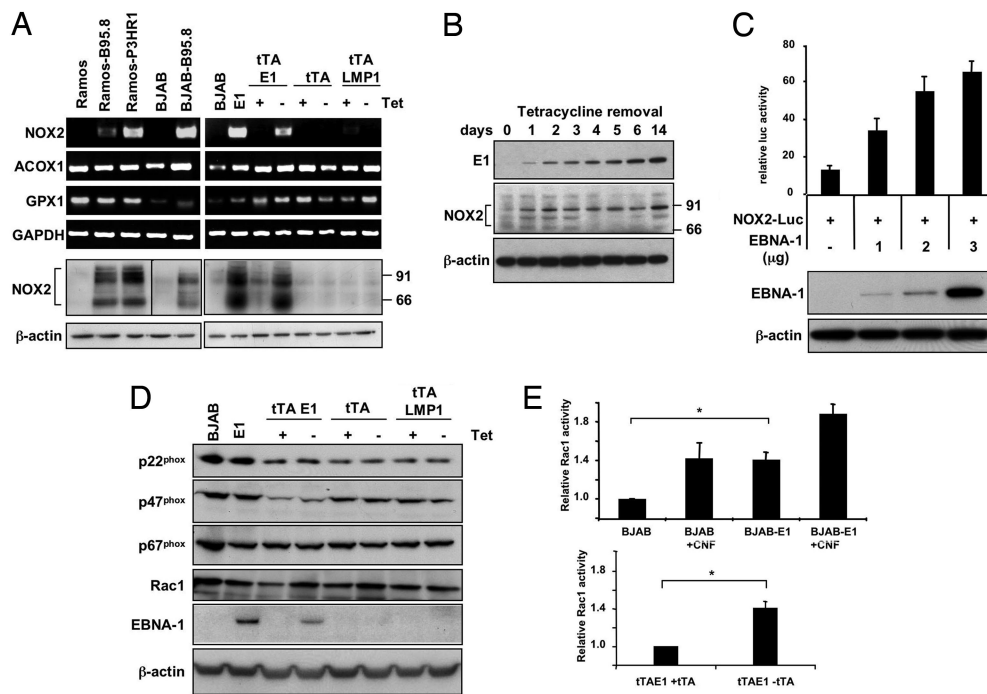 A
Ramos
Ramos-B95.8
Ramos-P3HR1
BJAB
BJAB-B95.8
BJAB
E1
tTA
E1
tTA
tTA
LMP1
+ - + - + - Tet
NOX2
ACOX1
GPX1
GAPDH
NOX2
91
66
β-actin
B
Tetracycline removal
days 0 1 2 3 4 5 6 14
E1
NOX2
91
66
β-actin
C
relative luc activity
80
60
40
20
0
NOX2-Luc + + + +
EBNA-1 - 1 2 3
(µg)
EBNA-1
β-actin
D
BJAB
E1
tTA E1
tTA
tTA
LMP1
+ - + - + - Tet
p22phox
p47phox
p67phox
Rac1
EBNA-1
β-actin
E
Relative Rac1 activity
1.8
1.4
1.0
*
BJAB
BJAB
+CNF
BJAB-E1
BJAB-E1
+CNF
Relative Rac1 activity
1.8
1.4
1.0
*
tTAE1 +tTA
tTAE1 -tTA